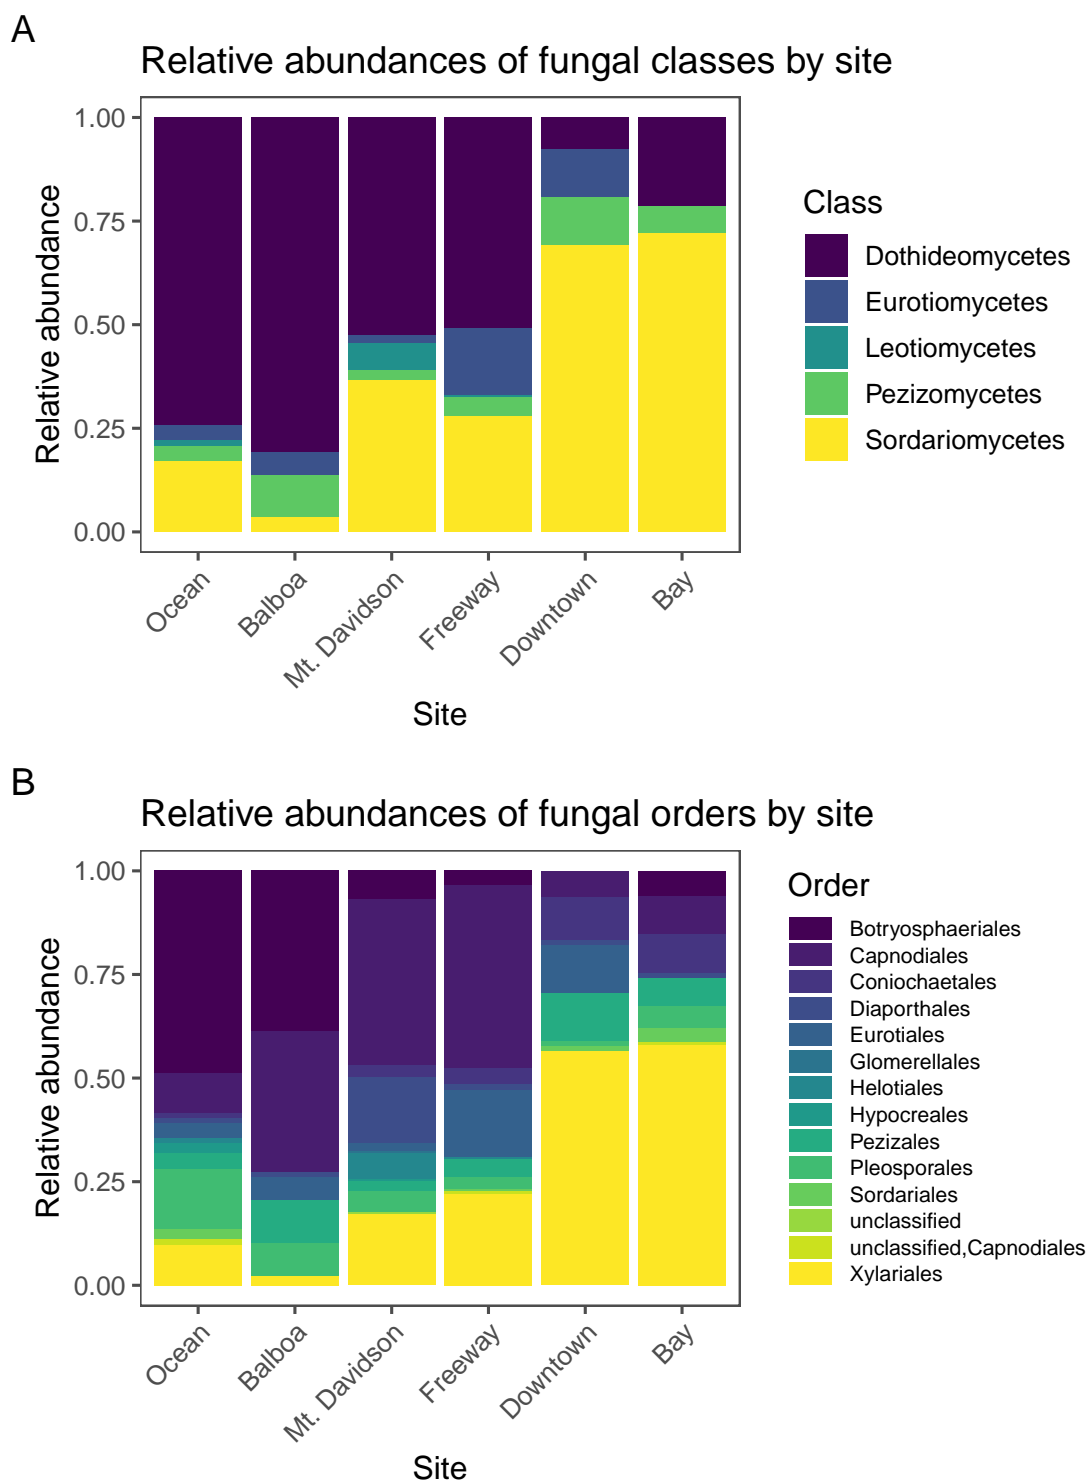 A
Relative abundances of fungal classes by site
Relative abundance
1.00
0.75
0.50
0.25
0.00
Ocean
Balboa
Mt. Davidson
Freeway
Downtown
Bay
Site
Class
Dothideomycetes
Eurotiomycetes
Leotiomycetes
Pezizomycetes
Sordariomycetes
B
Relative abundances of fungal orders by site
Relative abundance
1.00
0.75
0.50
0.25
0.00
Ocean
Balboa
Mt. Davidson
Freeway
Downtown
Bay
Site
Order
Botryosphaeriales
Capnodiales
Coniochaetales
Diaporthales
Eurotiales
Glomerellales
Helotiales
Hypocreales
Pezizales
Pleosporales
Sordariales
unclassified
unclassified,Capnodiales
Xylariales